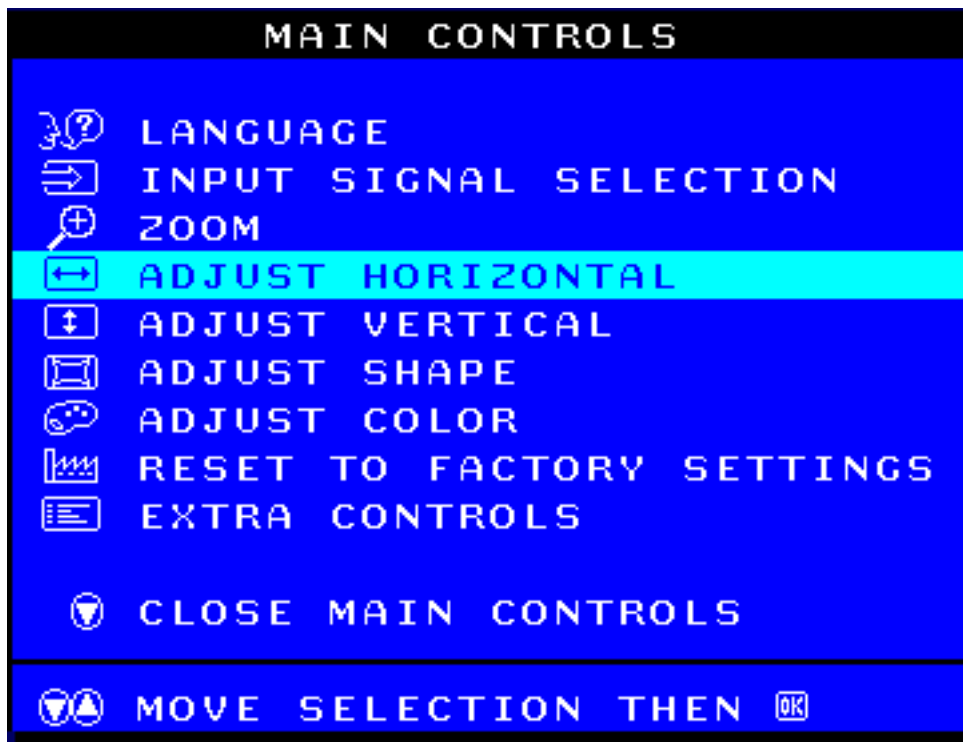 MAIN CONTROLS
LANGUAGE
INPUT SIGNAL SELECTION
ZOOM
ADJUST HORIZONTAL
ADJUST VERTICAL
ADJUST SHAPE
ADJUST COLOR
RESET TO FACTORY SETTINGS
EXTRA CONTROLS
CLOSE MAIN CONTROLS
MOVE SELECTION THEN OK